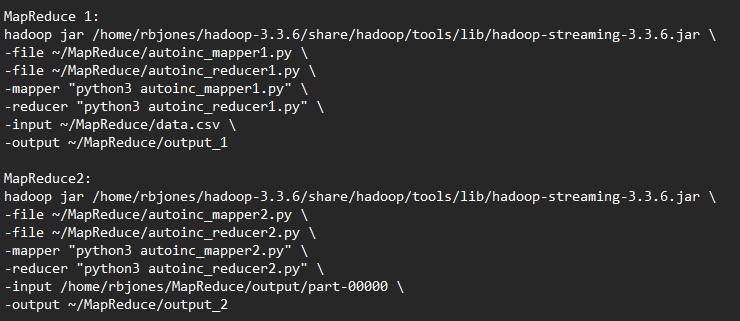 MapReduce 1:
hadoop jar /home/rbjones/hadoop-3.3.6/share/hadoop/tools/lib/hadoop-streaming-3.3.6.jar \
-file ~/MapReduce/autoinc_mapper1.py \
-file ~/MapReduce/autoinc_reducer1.py \
-mapper "python3 autoinc_mapper1.py" \
-reducer "python3 autoinc_reducer1.py" \
-input ~/MapReduce/data.csv \
-output ~/MapReduce/output_1

MapReduce2:
hadoop jar /home/rbjones/hadoop-3.3.6/share/hadoop/tools/lib/hadoop-streaming-3.3.6.jar \
-file ~/MapReduce/autoinc_mapper2.py \
-file ~/MapReduce/autoinc_reducer2.py \
-mapper "python3 autoinc_mapper2.py" \
-reducer "python3 autoinc_reducer2.py" \
-input /home/rbjones/MapReduce/output/part-00000 \
-output ~/MapReduce/output_2